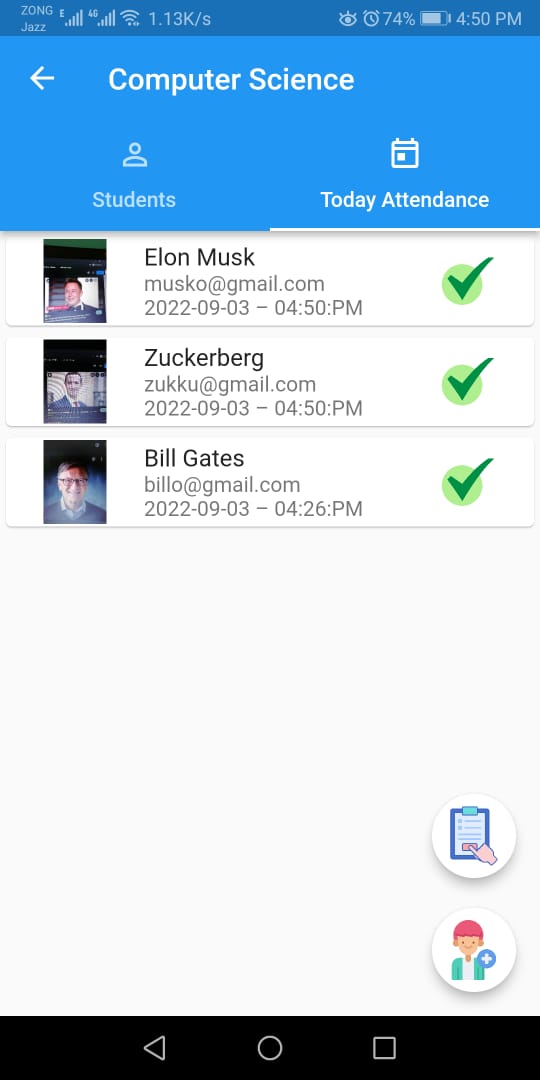 ZONG
Jazz
E
4G
1.13K/s
74%
4:50 PM
Computer Science
Students
Today Attendance
Elon Musk
musko@gmail.com
2022-09-03 – 04:50:PM
Zuckerberg
zukku@gmail.com
2022-09-03 – 04:50:PM
Bill Gates
billo@gmail.com
2022-09-03 – 04:26:PM